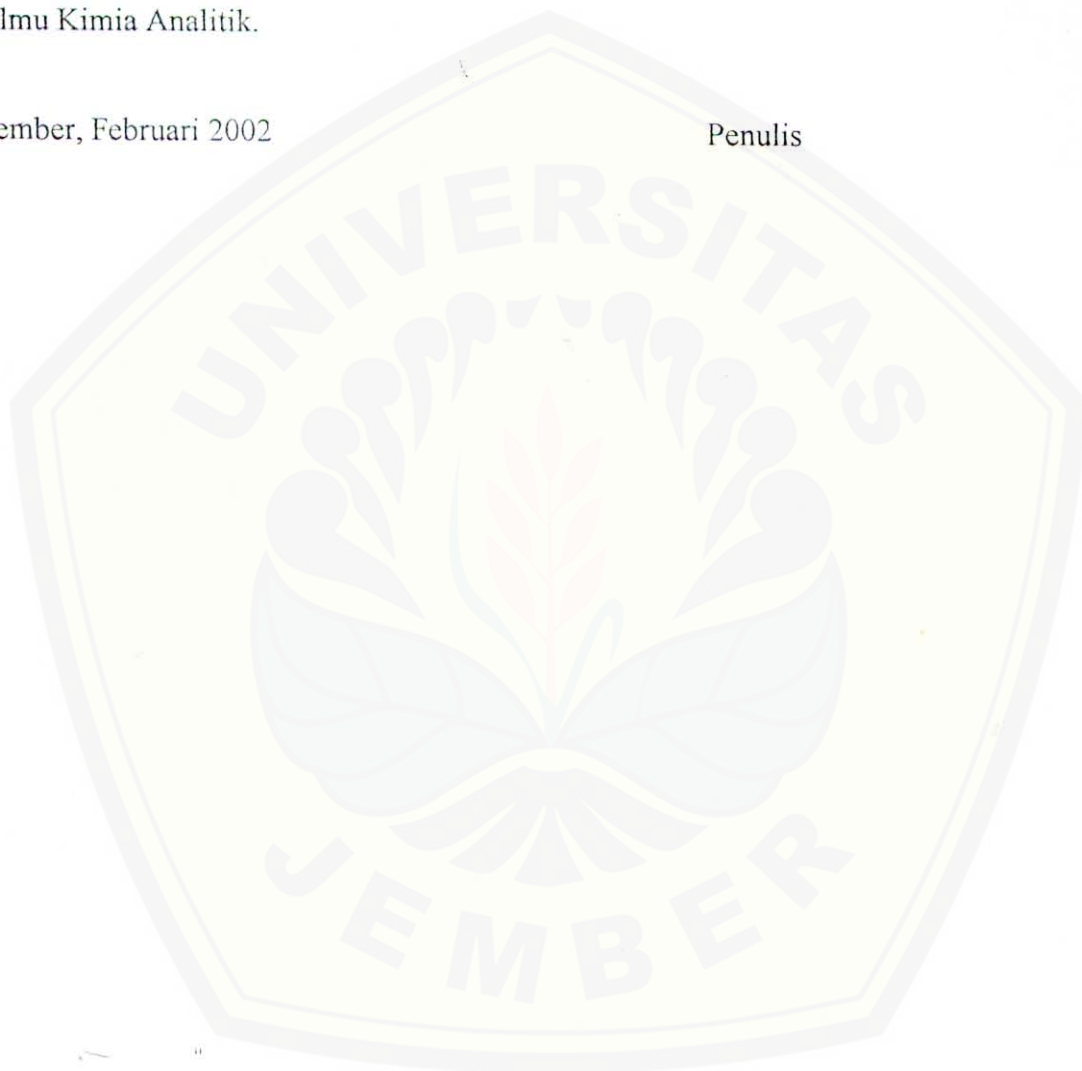 lmu Kimia Analitik.
ember, Februari 2002
Penulis
UNIVERSITAS
JEMBER